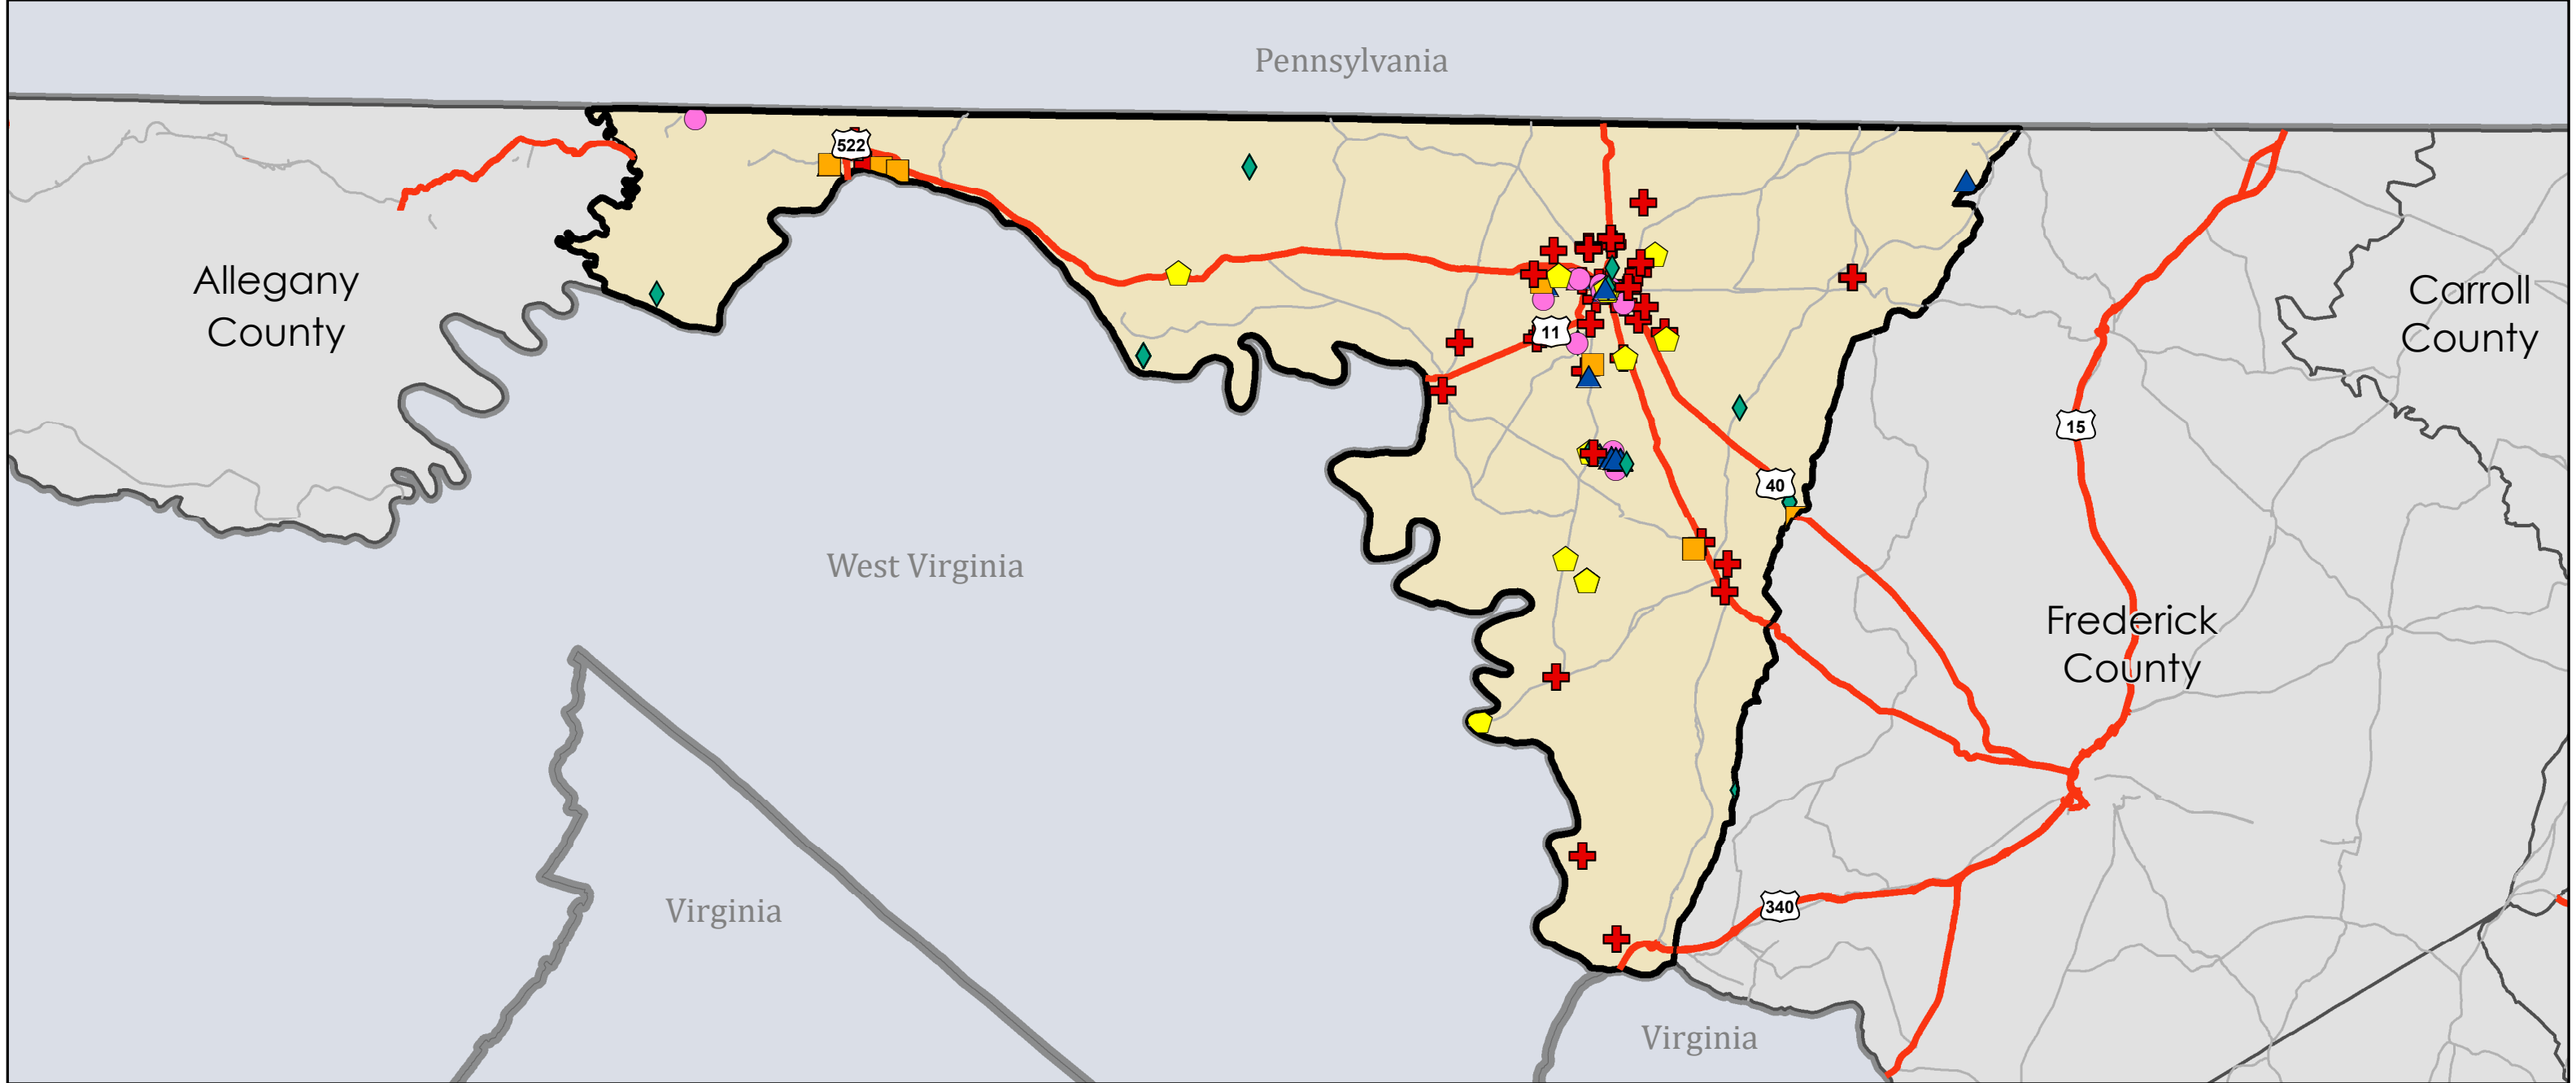 Pennsylvania
522
Allegany
County
11
Carroll
County
15
40
West Virginia
Frederick
County
Virginia
340
Virginia